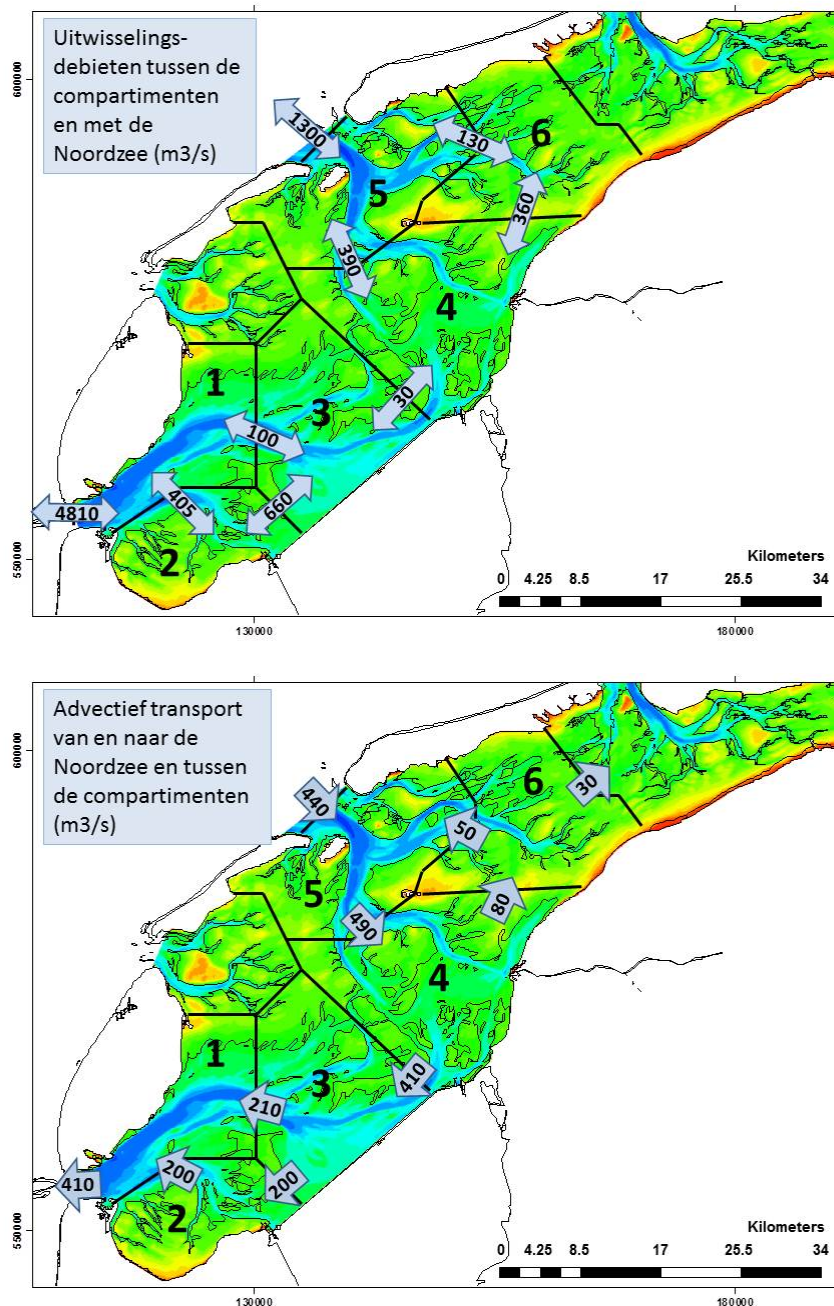 Uitwisselings-
debieten tussen de
compartimenten
en met de
Noordzee (m3/s)
600000
550000
1300
130
6
5
360
390
4
1
3
30
100
405
660
4810
2
Kilometers
0 4.25 8.5 17 25.5 34
130000 180000
Advectief transport
van en naar de
Noordzee en tussen
de compartimenten
(m3/s)
600000
550000
440
6
30
50
5
80
490
4
1
3
410
210
200
200
410
2
Kilometers
0 4.25 8.5 17 25.5 34
130000 180000